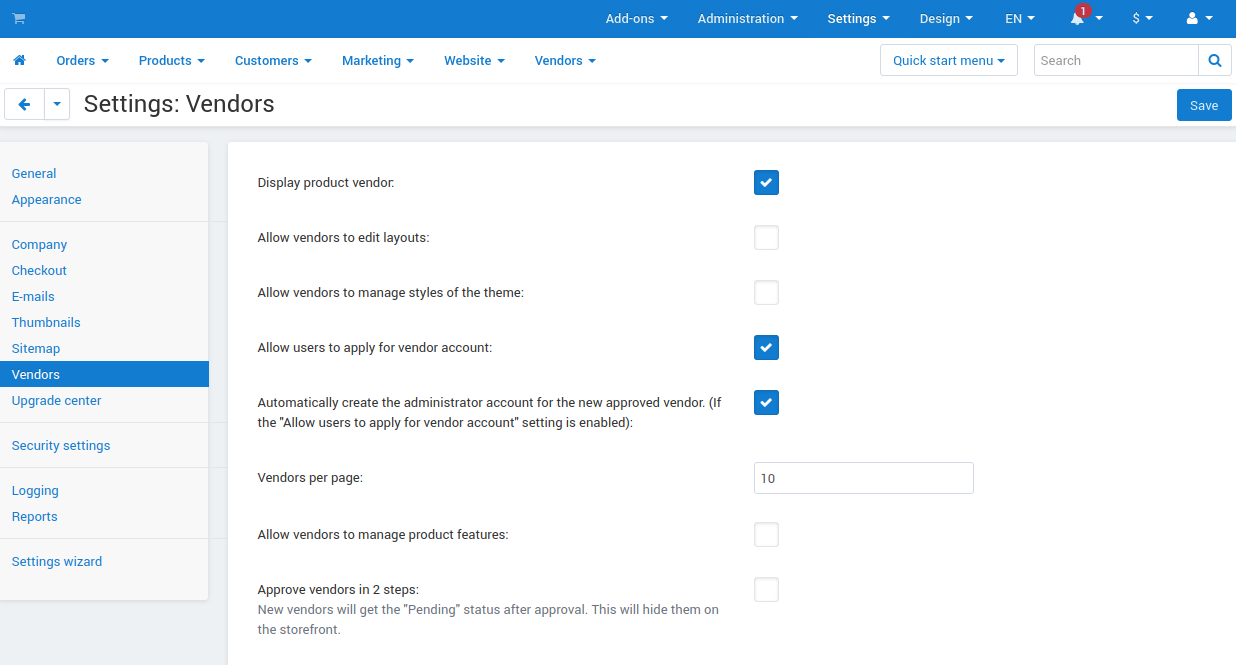 Add-ons Administration Settings Design EN 1 $
Orders Products Customers Marketing Website Vendors Quick start menu Search
Settings: Vendors Save
General
Appearance
Company
Checkout
E-mails
Thumbnails
Sitemap
Vendors
Upgrade center
Security settings
Logging
Reports
Settings wizard
Display product vendor:
Allow vendors to edit layouts:
Allow vendors to manage styles of the theme:
Allow users to apply for vendor account:
Automatically create the administrator account for the new approved vendor. (If
the "Allow users to apply for vendor account" setting is enabled):
Vendors per page: 10
Allow vendors to manage product features:
Approve vendors in 2 steps:
New vendors will get the "Pending" status after approval. This will hide them on
the storefront.